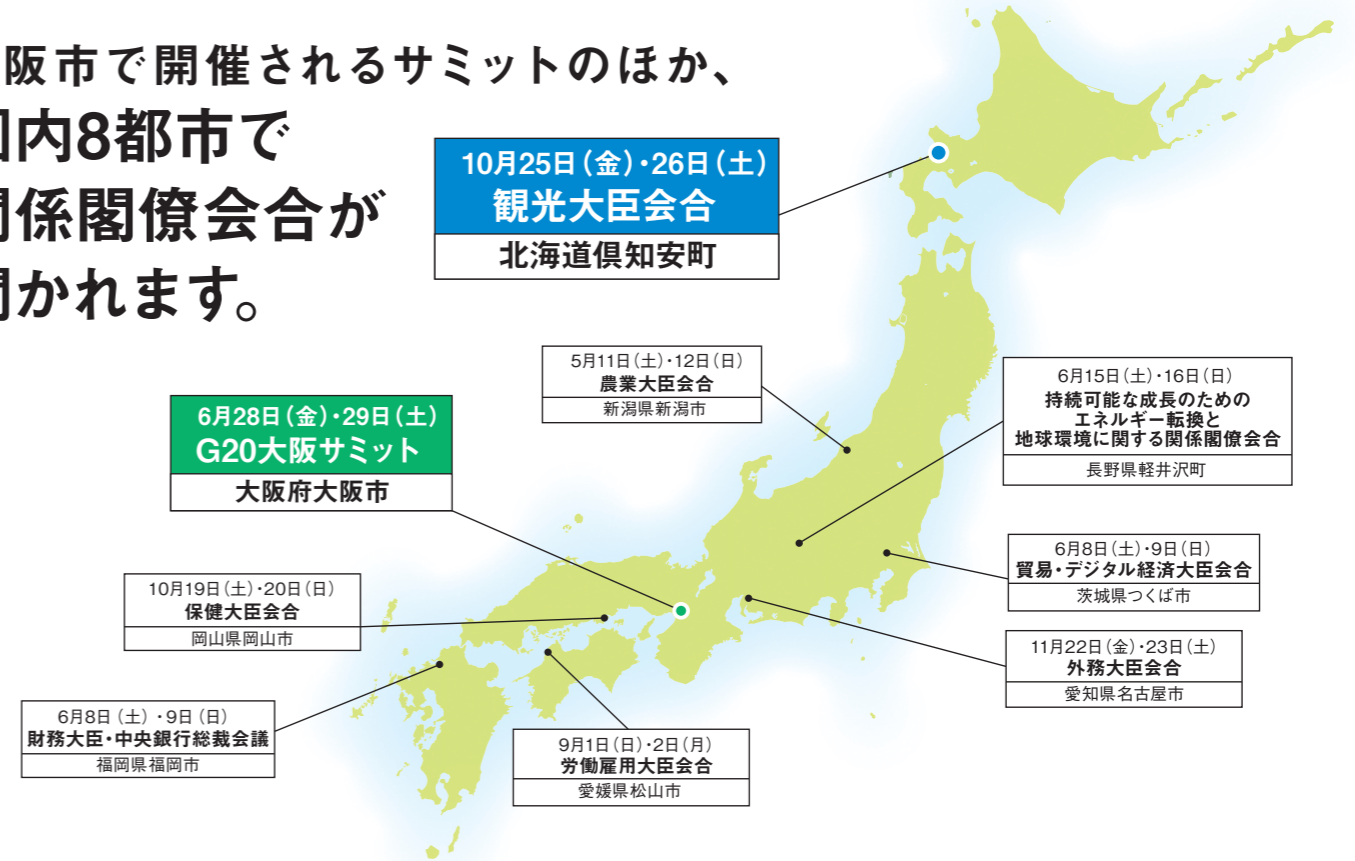 阪市で開催されるサミットのほか、
国内8都市で
関係閣僚会合が
開かれます。
10月25日(金)・26日(土)
観光大臣会合
北海道倶知安町
5月11日(土)・12日(日)
農業大臣会合
新潟県新潟市
6月15日(土)・16日(日)
持続可能な成長のための
エネルギー転換と
地球環境に関する関係閣僚会合
長野県軽井沢町
6月28日(金)・29日(土)
G20大阪サミット
大阪府大阪市
6月8日(土)・9日(日)
貿易・デジタル経済大臣会合
茨城県つくば市
10月19日(土)・20日(日)
保健大臣会合
岡山県岡山市
11月22日(金)・23日(土)
外務大臣会合
愛知県名古屋市
6月8日(土)・9日(日)
財務大臣・中央銀行総裁会議
福岡県福岡市
9月1日(日)・2日(月)
労働雇用大臣会合
愛媛県松山市